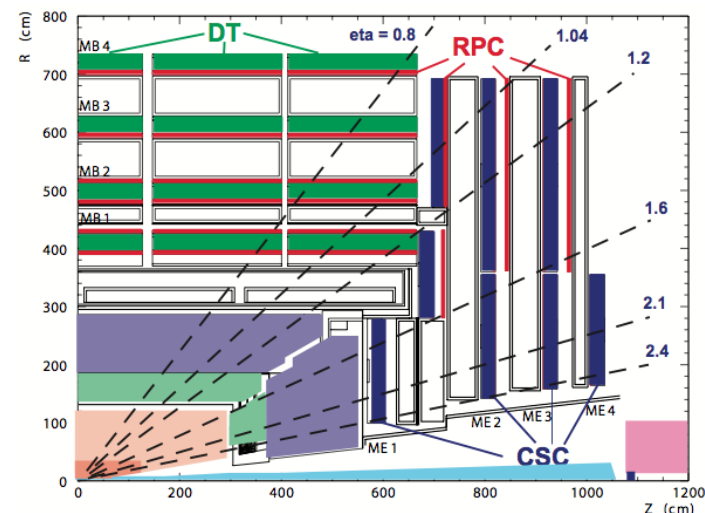 R (cm)
800
700
600
500
400
300
200
100
0
MB 4
MB 3
MB 2
MB 1
DT
eta = 0.8
RPC
1.04
1.2
1.6
2.1
2.4
ME 1
ME 2
ME 3
ME 4
CSC
0
200
400
600
800
1000
1200
Z (cm)